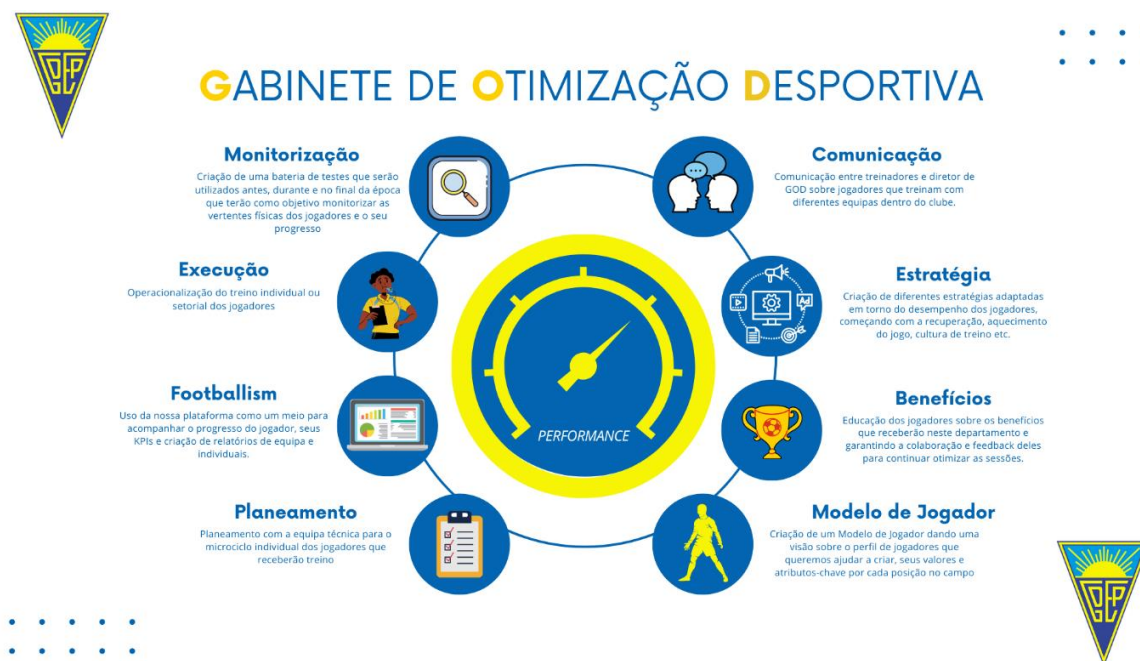 GABINETE DE OTIMIZAÇÃO DESPORTIVA
Monitorização
Criação de uma bateria de testes que serão
utilizados antes, durante e no final da época
que terão como objetivo monitorizar as
vertentes físicas dos jogadores e o seu
progresso
Execução
Operacionalização do treino individual ou
setorial dos jogadores
Footballism
Uso da nossa plataforma como um meio para
acompanhar o progresso do jogador, seus
KPIs e criação de relatórios de equipa e
individuais.
Planeamento
Planeamento com a equipa técnica para o
microciclo individual dos jogadores que
receberão treino
PERFORMANCE
Comunicação
Comunicação entre treinadores e diretor de
GOD sobre jogadores que treinam com
diferentes equipas dentro do clube.
Estratégia
Criação de diferentes estratégias adaptadas
em torno do desempenho dos jogadores,
começando com a recuperação, aquecimento
do jogo, cultura de treino etc.
Ad
Benefícios
Educação dos jogadores sobre os benefícios
que receberão neste departamento e
garantindo a colaboração e feedback deles
para continuar otimizar as sessões.
Modelo de Jogador
Criação de um Modelo de Jogador dando uma
visão sobre o perfil de jogadores que
queremos ajudar a criar, seus valores e
atributos-chave por cada posição no campo